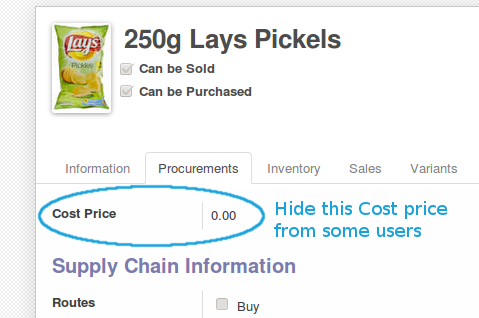 Lays
Pickles
250g Lays Pickels
Can be Sold
Can be Purchased
Information Procurements Inventory Sales Variants
Cost Price 0.00
Hide this Cost price
from some users
Supply Chain Information
Routes Buy